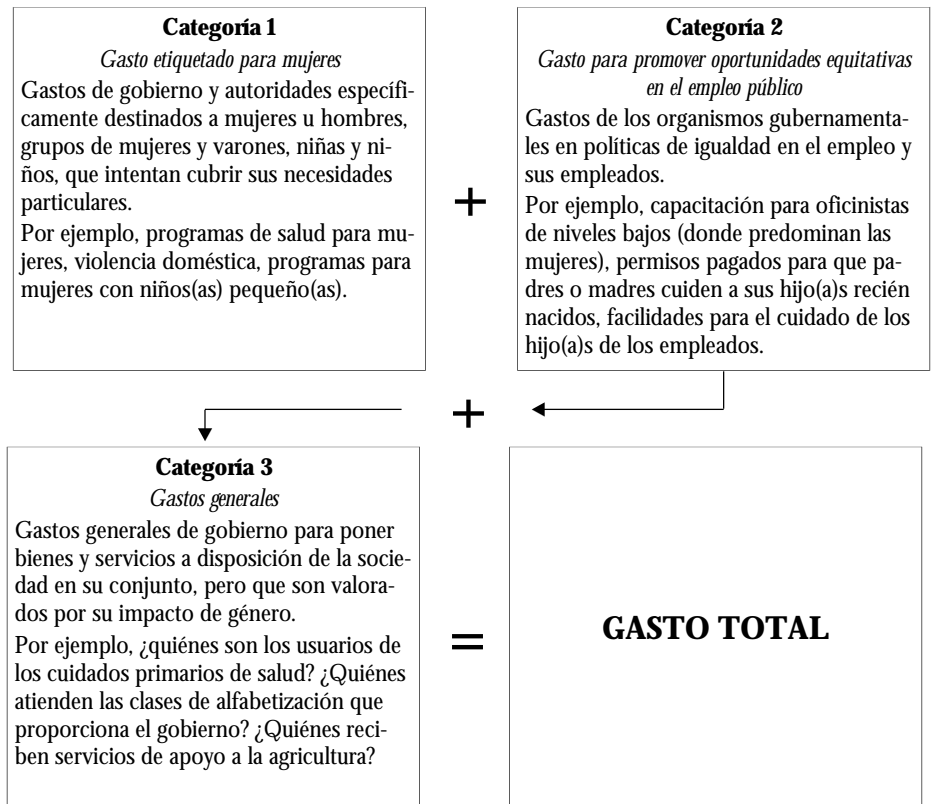 Categoría 1
Gasto etiquetado para mujeres
Gastos de gobierno y autoridades específi-
camente destinados a mujeres u hombres,
grupos de mujeres y varones, niñas y ni-
ños, que intentan cubrir sus necesidades
particulares.
Por ejemplo, programas de salud para mu-
jeres, violencia doméstica, programas para
mujeres con niños(as) pequeño(as).
+
Categoría 2
Gasto para promover oportunidades equitativas
en el empleo público
Gastos de los organismos gubernamenta-
les en políticas de igualdad en el empleo y
sus empleados.
Por ejemplo, capacitación para oficinistas
de niveles bajos (donde predominan las
mujeres), permisos pagados para que pa-
dres o madres cuiden a sus hijo(a)s recién
nacidos, facilidades para el cuidado de los
hijo(a)s de los empleados.
+
Categoría 3
Gastos generales
Gastos generales de gobierno para poner
bienes y servicios a disposición de la socie-
dad en su conjunto, pero que son valora-
dos por su impacto de género.
Por ejemplo, ¿quiénes son los usuarios de
los cuidados primarios de salud? ¿Quiénes
atienden las clases de alfabetización que
proporciona el gobierno? ¿Quiénes reci-
ben servicios de apoyo a la agricultura?
=
GASTO TOTAL